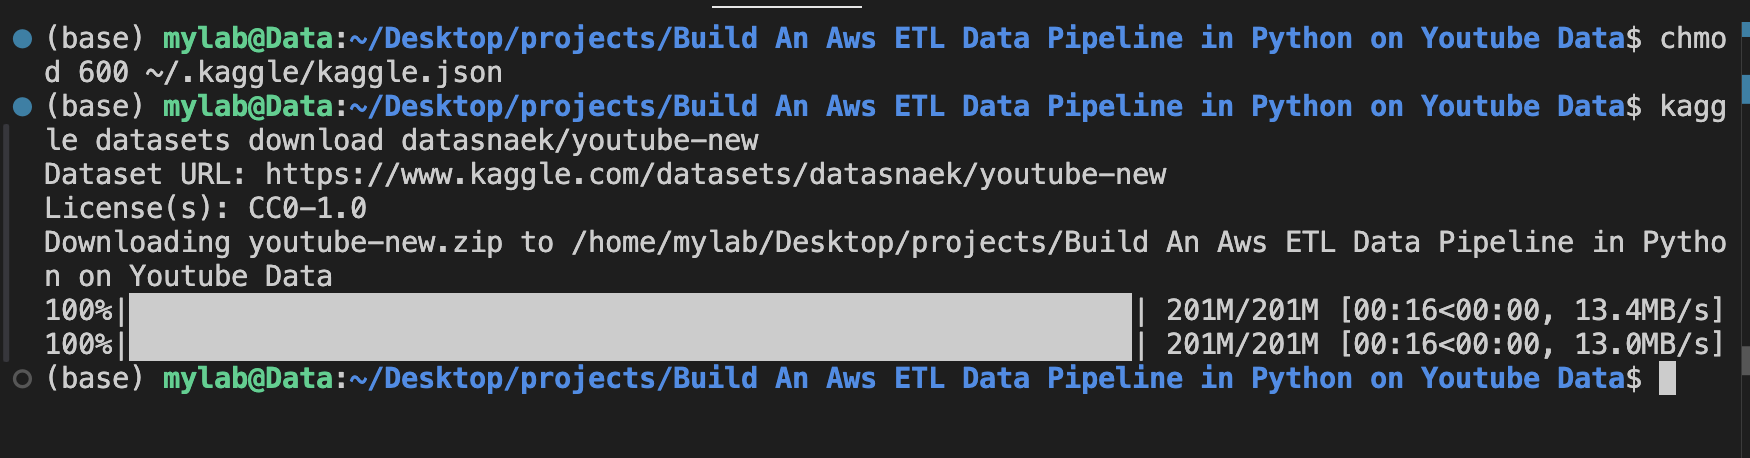 (base) mylab@Data:~/Desktop/projects/Build An Aws ETL Data Pipeline in Python on Youtube Data$ chmo
d 600 ~/.kaggle/kaggle.json
(base) mylab@Data:~/Desktop/projects/Build An Aws ETL Data Pipeline in Python on Youtube Data$ kagg
le datasets download datasnaek/youtube-new
Dataset URL: https://www.kaggle.com/datasets/datasnaek/youtube-new
License(s): CC0-1.0
Downloading youtube-new.zip to /home/mylab/Desktop/projects/Build An Aws ETL Data Pipeline in Pytho
n on Youtube Data
100%| | 201M/201M [00:16<00:00, 13.4MB/s]
100%| | 201M/201M [00:16<00:00, 13.0MB/s]
(base) mylab@Data:~/Desktop/projects/Build An Aws ETL Data Pipeline in Python on Youtube Data$